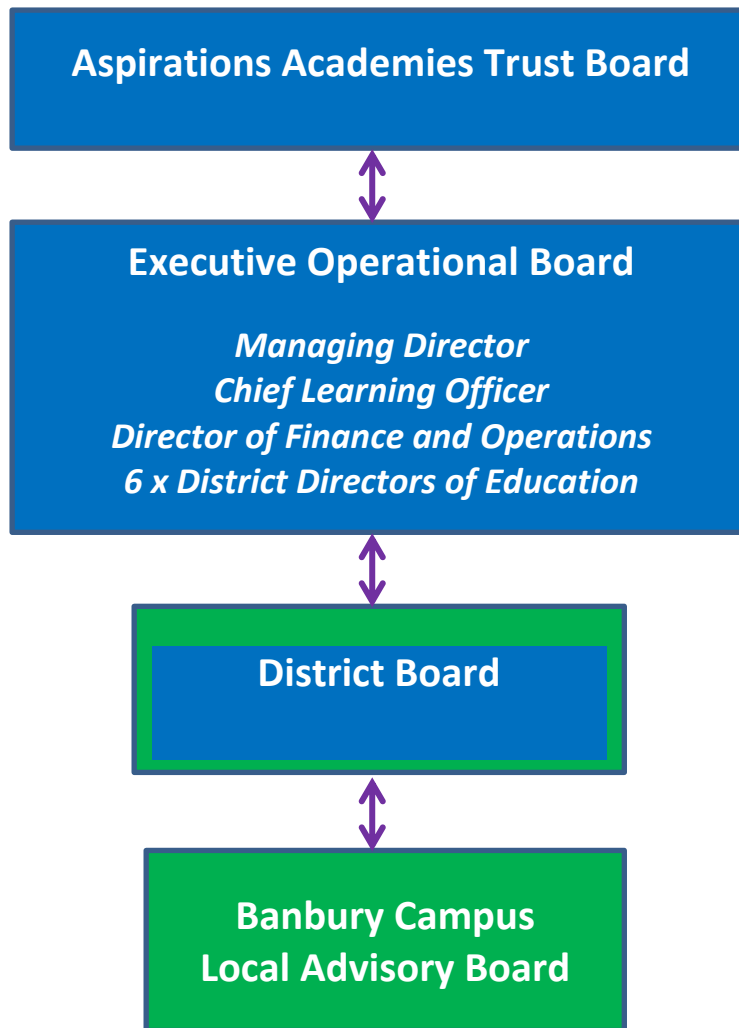 Aspirations Academies Trust Board
Executive Operational Board
Managing Director
Chief Learning Officer
Director of Finance and Operations
6 x District Directors of Education
District Board
Banbury Campus
Local Advisory Board